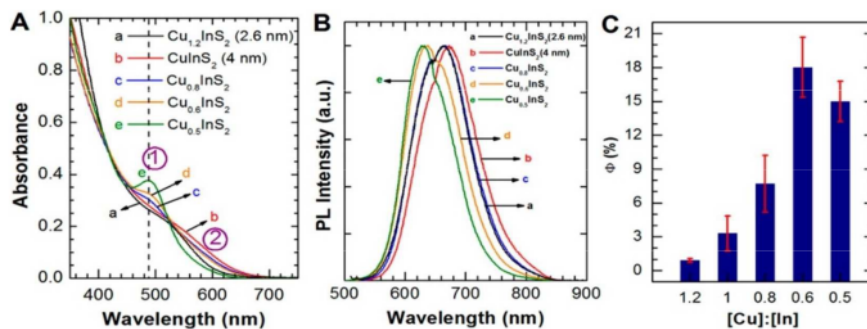 A
Absorbance
1.0
0.8
0.6
0.4
0.2
0.0
a Cu1.2InS2 (2.6 nm)
b CuInS2 (4 nm)
c Cu0.8InS2
d Cu0.6InS2
e Cu0.5InS2
1
e
d
c
b
a
2
400 500 600 700
Wavelength (nm)
B
PL Intensity (a.u.)
a Cu1.2InS2(2.6 nm)
b CuInS2(4 nm)
c Cu0.8InS2
d Cu0.6InS2
e Cu0.5InS2
e
d
b
c
a
500 600 700 800 900
Wavelength (nm)
C
Φ (%)
21
18
15
12
9
6
3
0
1.2 1 0.8 0.6 0.5
[Cu]:[In]